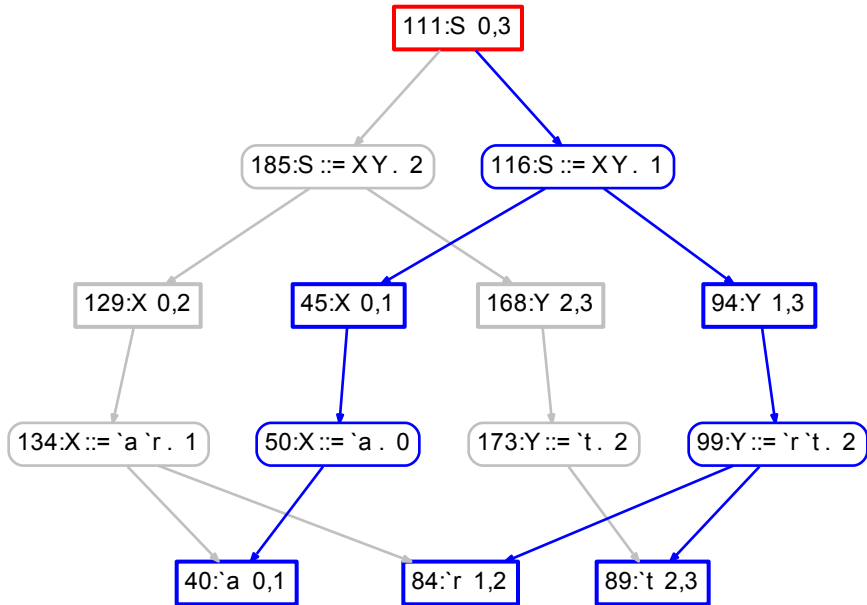 111:S 0,3
185:S ::= X Y . 2
116:S ::= X Y . 1
129:X 0,2
45:X 0,1
168:Y 2,3
94:Y 1,3
134:X ::= `a `r . 1
50:X ::= `a . 0
173:Y ::= `t . 2
99:Y ::= `r `t . 2
40:`a 0,1
84:`r 1,2
89:`t 2,3